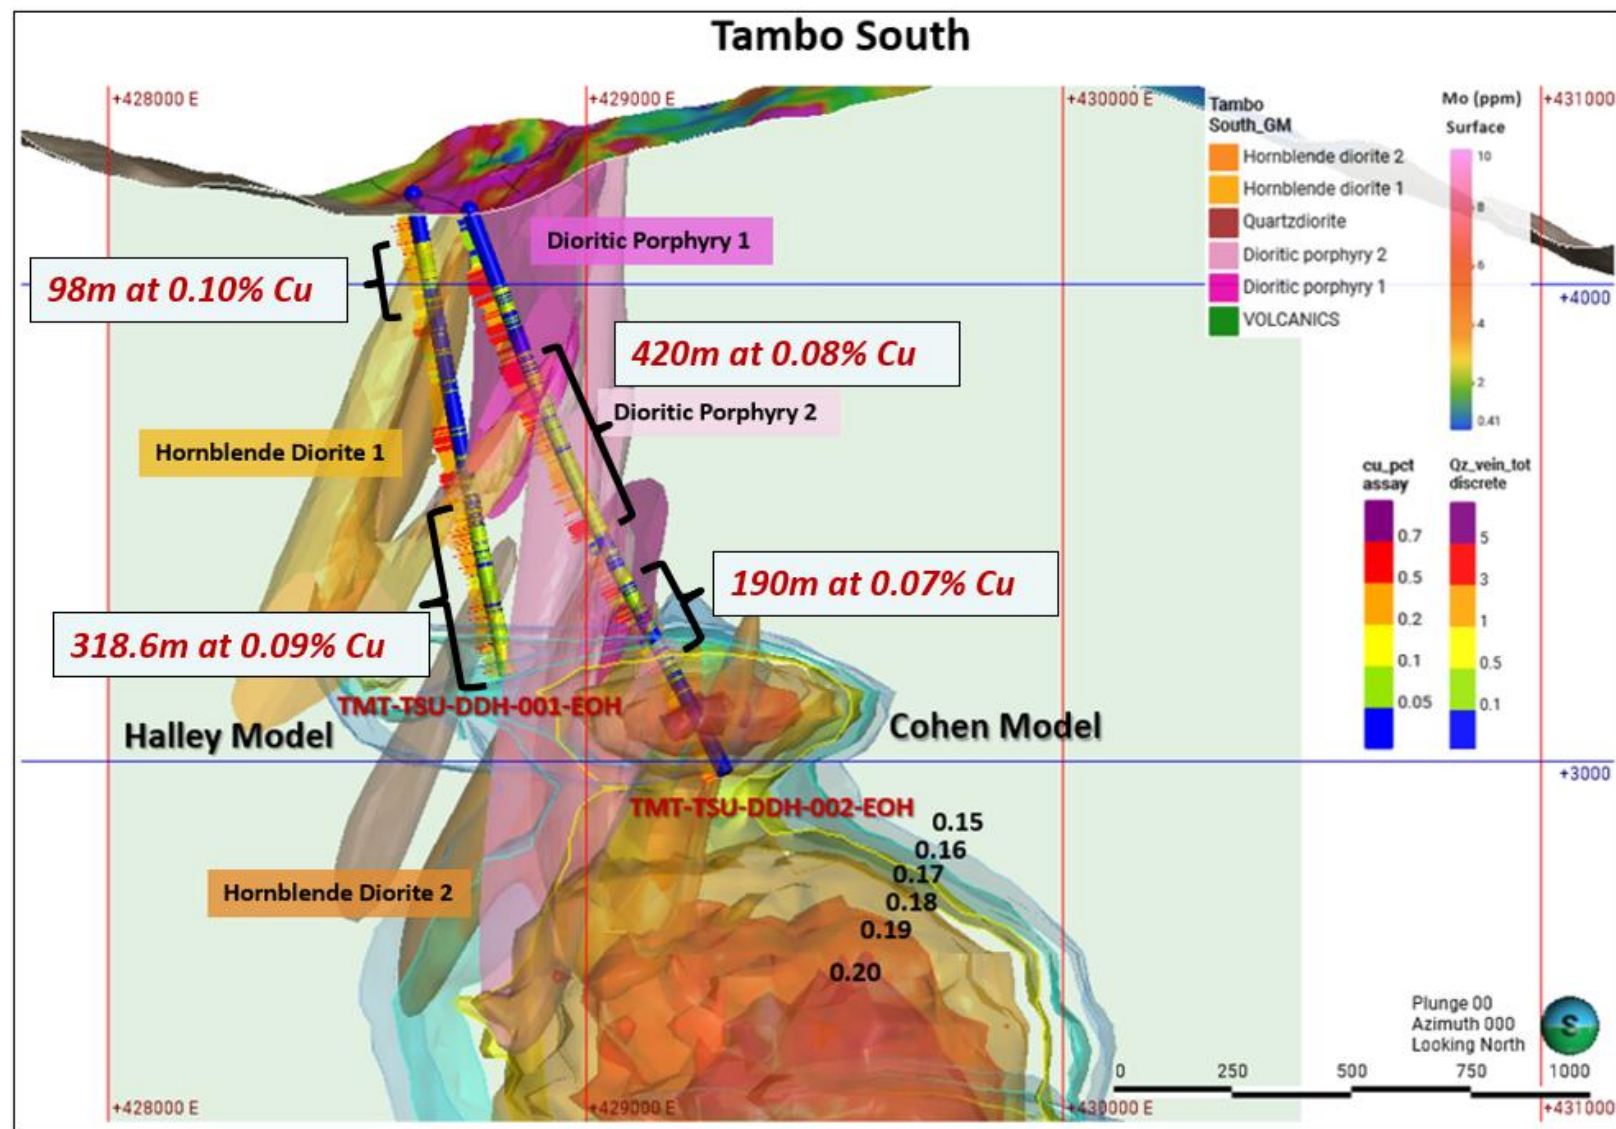 Tambo South
+428000 E
+429000 E
+430000 E
+431000
Tambo
South_GM
Hornblende diorite 2
Hornblende diorite 1
Quartzdiorite
Dioritic porphyry 2
Dioritic porphyry 1
VOLCANICS
Mo (ppm)
Surface
10
8
6
4
2
0.41
Dioritic Porphyry 1
98m at 0.10% Cu
+4000
420m at 0.08% Cu
Dioritic Porphyry 2
Hornblende Diorite 1
cu_pct
assay
0.7
0.5
0.2
0.1
0.05
Qz_vein_tot
discrete
5
3
1
0.5
0.1
190m at 0.07% Cu
318.6m at 0.09% Cu
TMT-TSU-DDH-001-EOH
Halley Model
Cohen Model
+3000
TMT-TSU-DDH-002-EOH
0.15
0.16
0.17
0.18
0.19
0.20
Hornblende Diorite 2
Plunge 00
Azimuth 000
Looking North
S
0 250 500 750 1000
+428000 E
+429000 E
+430000 E
+431000